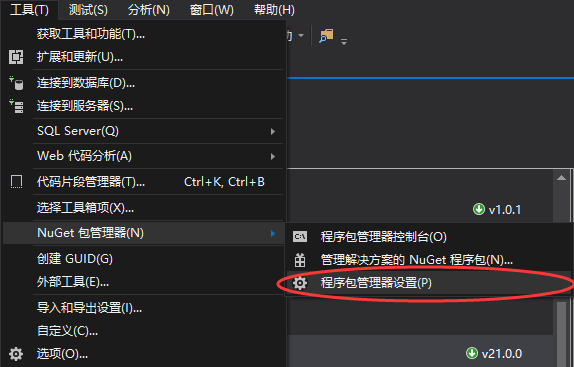 工具(T) 测试(S) 分析(N) 窗口(W) 帮助(H)
获取工具和功能(T)...
扩展和更新(U)...
连接到数据库(D)...
连接到服务器(S)...
SQL Server(Q)
Web 代码分析(A)
代码片段管理器(T)... Ctrl+K, Ctrl+B
选择工具箱项(X)...
v1.0.1
NuGet 包管理器(N)
C:\ 程序包管理器控制台(O)
创建 GUID(G)
管理解决方案的 NuGet 程序包(N)...
外部工具(E)...
程序包管理器设置(P)
导入和导出设置(I)...
自定义(C)...
选项(O)...
v21.0.0